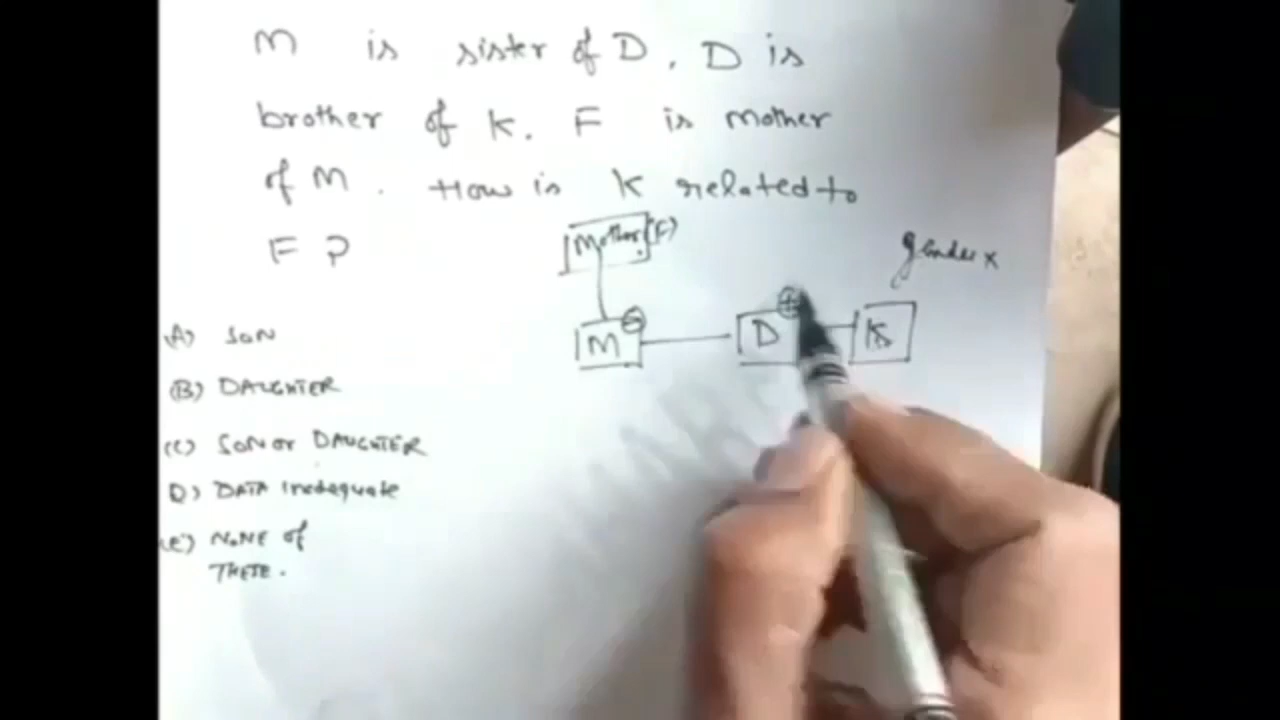 M is sister of D. D is
brother of K. F is mother
of M. How is K related to
F ?
Mother (F)
gender x
M
D
K
(A) SON
(B) DAUGHTER
(C) SON or DAUGHTER
D) DATA Inadequate
(E) NONE of
THESE.